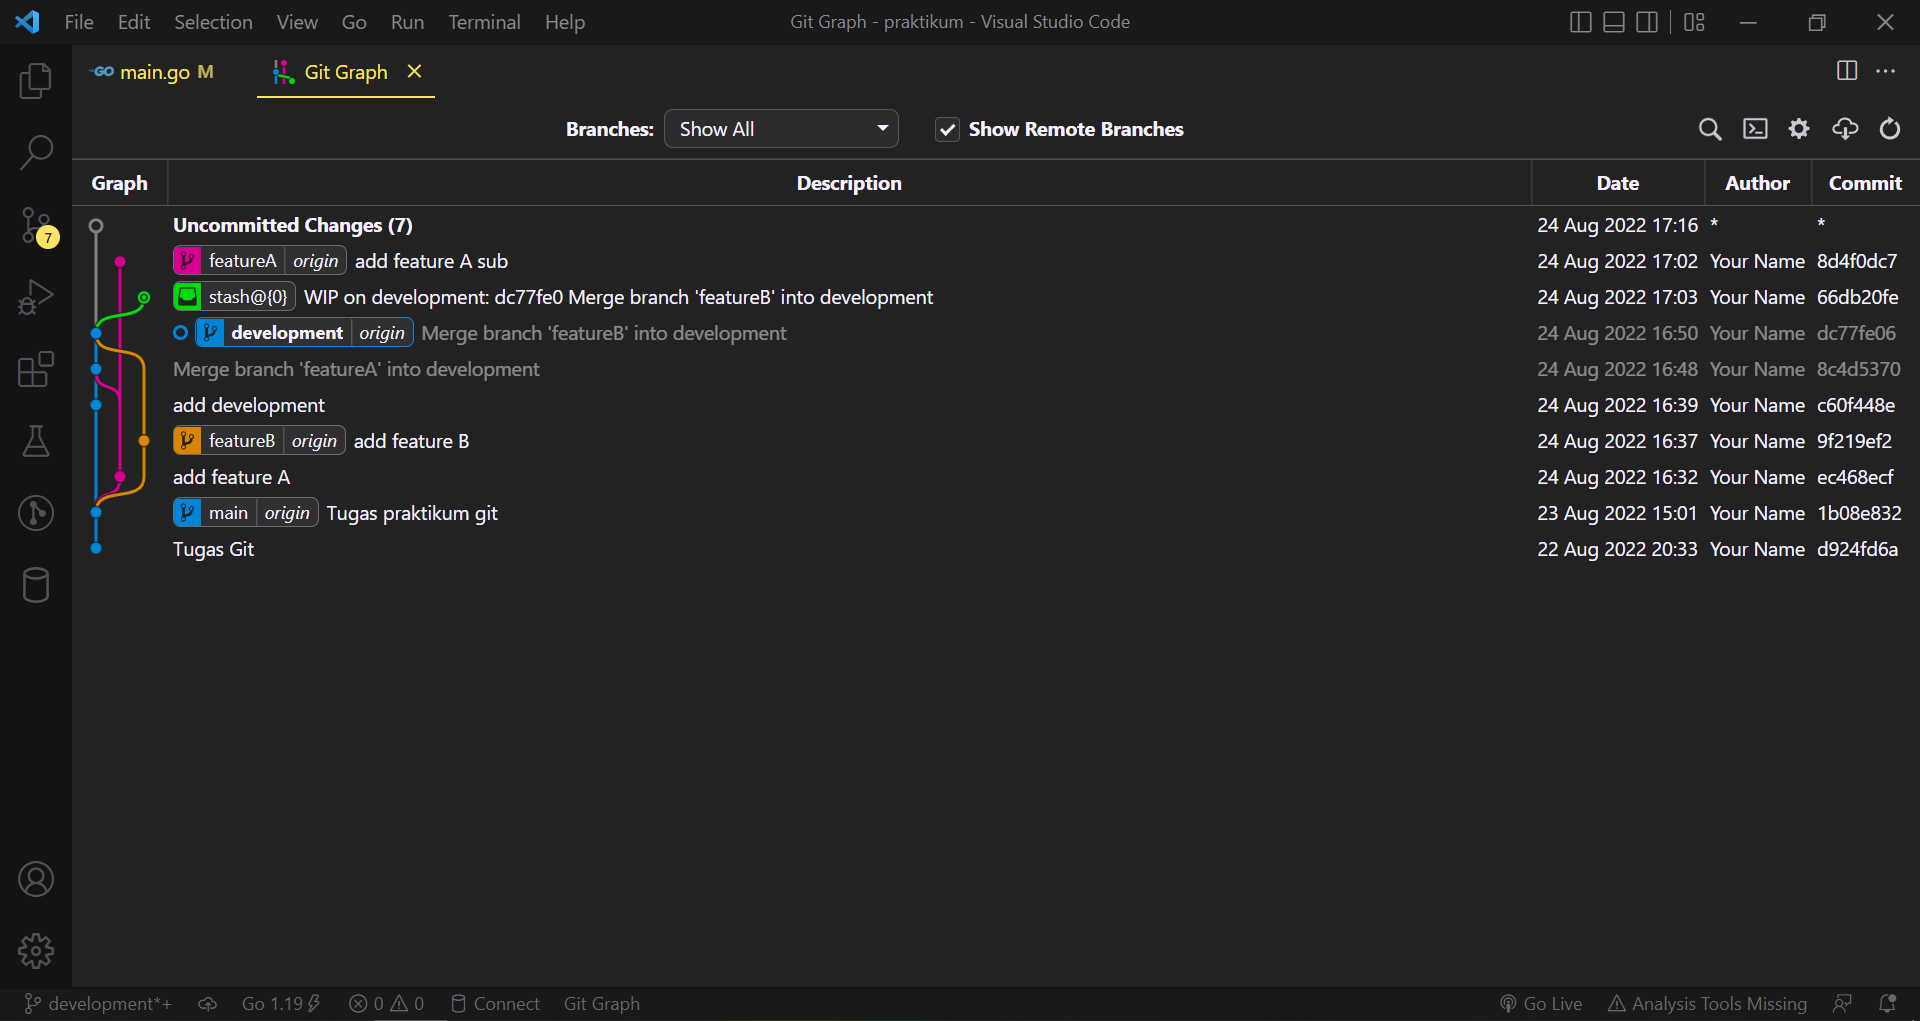 File Edit Selection View Go Run Terminal Help Git Graph - praktikum - Visual Studio Code
main.go M Git Graph
Branches: Show All Show Remote Branches
Graph Description Date Author Commit
Uncommitted Changes (7) 24 Aug 2022 17:16 * *
featureA origin add feature A sub 24 Aug 2022 17:02 Your Name 8d4f0dc7
stash@{0} WIP on development: dc77fe0 Merge branch 'featureB' into development 24 Aug 2022 17:03 Your Name 66db20fe
development origin Merge branch 'featureB' into development 24 Aug 2022 16:50 Your Name dc77fe06
Merge branch 'featureA' into development 24 Aug 2022 16:48 Your Name 8c4d5370
add development 24 Aug 2022 16:39 Your Name c60f448e
featureB origin add feature B 24 Aug 2022 16:37 Your Name 9f219ef2
add feature A 24 Aug 2022 16:32 Your Name ec468ecf
main origin Tugas praktikum git 23 Aug 2022 15:01 Your Name 1b08e832
Tugas Git 22 Aug 2022 20:33 Your Name d924fd6a
7
development*+ Go 1.19 0 0 Connect Git Graph Go Live Analysis Tools Missing